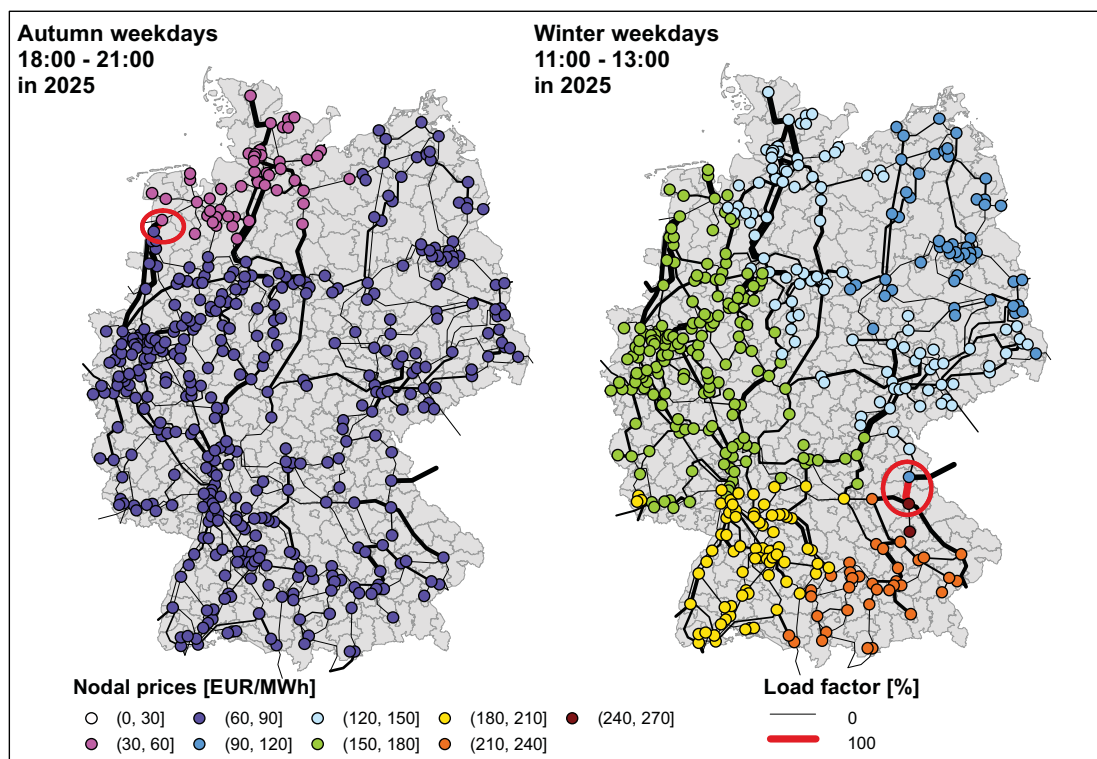 Autumn weekdays
18:00 - 21:00
in 2025
Winter weekdays
11:00 - 13:00
in 2025
Nodal prices [EUR/MWh]
(0, 30] (60, 90] (120, 150] (180, 210] (240, 270]
(30, 60] (90, 120] (150, 180] (210, 240]
Load factor [%]
0
100